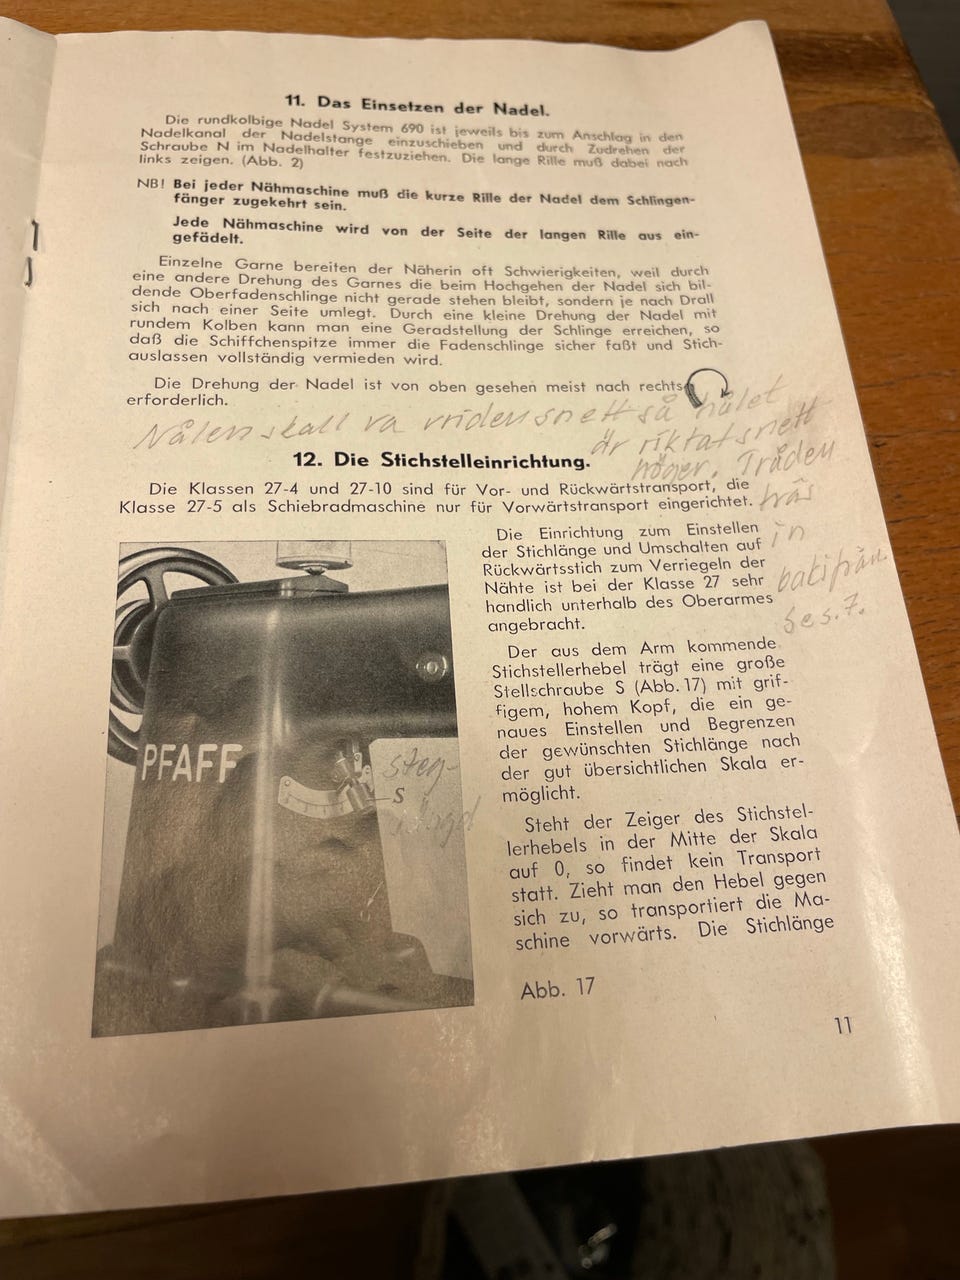 11. Das Einsetzen der Nadel.
Die rundkolbige Nadel System 690 ist jeweils bis zum Anschlag in den
Nadelkanal der Nadelstange einzuschieben und durch Zudrehen der
Schraube N im Nadelhalter festzuziehen. Die lange Rille muß dabei nach
links zeigen. (Abb. 2)
NB! Bei jeder Nähmaschine muß die kurze Rille der Nadel dem Schlingen-
fänger zugekehrt sein.
Jede Nähmaschine wird von der Seite der langen Rille aus ein-
gefädelt.
Einzelne Garne bereiten der Näherin oft Schwierigkeiten, weil durch
eine andere Drehung des Garnes die beim Hochgehen der Nadel sich bil-
dende Oberfadenschlinge nicht gerade stehen bleibt, sondern je nach Drall
sich nach einer Seite umlegt. Durch eine kleine Drehung der Nadel mit
rundem Kolben kann man eine Geradstellung der Schlinge erreichen, so
daß die Schiffchenspitze immer die Fadenschlinge sicher faßt und Stich-
auslassen vollständig vermieden wird.
Die Drehung der Nadel ist von oben gesehen meist nach rechts
erforderlich.
Nålen skall va vriden snett så hålet
är riktat snett
höger. Tråden
träs
in
bakifrån
se s. 7.
12. Die Stichstelleinrichtung.
Die Klassen 27-4 und 27-10 sind für Vor- und Rückwärtstransport, die
Klasse 27-5 als Schiebradmaschine nur für Vorwärtstransport eingerichtet.
Die Einrichtung zum Einstellen
der Stichlänge und Umschalten auf
Rückwärtsstich zum Verriegeln der
Nähte ist bei der Klasse 27 sehr
handlich unterhalb des Oberarmes
angebracht.
Der aus dem Arm kommende
Stichstellerhebel trägt eine große
Stellschraube S (Abb. 17) mit grif-
figem, hohem Kopf, die ein ge-
naues Einstellen und Begrenzen
der gewünschten Stichlänge nach
der gut übersichtlichen Skala er-
möglicht.
Steht der Zeiger des Stichstel-
lerhebels in der Mitte der Skala
auf 0, so findet kein Transport
statt. Zieht man den Hebel gegen
sich zu, so transportiert die Ma-
schine vorwärts. Die Stichlänge
PFAFF
steg-
S
längd
Abb. 17
11